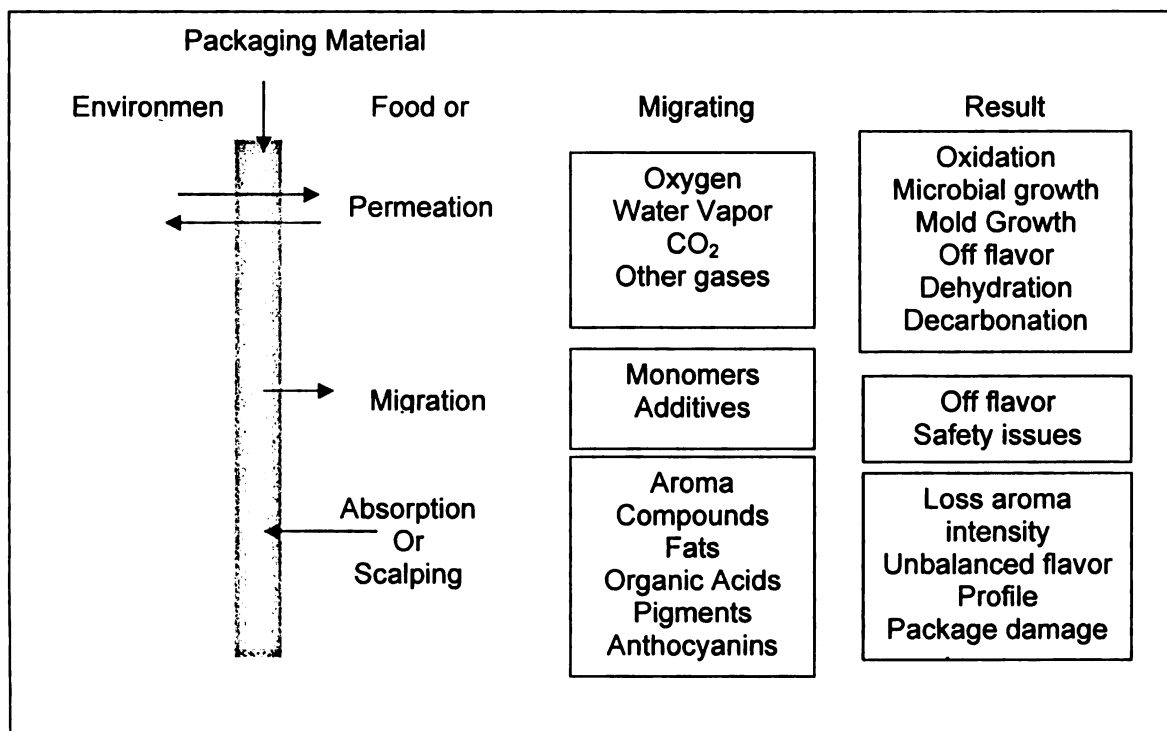 Packaging Material
Environmen
Food or
Migrating
Result
Permeation
Oxygen
Water Vapor
CO₂
Other gases
Oxidation
Microbial growth
Mold Growth
Off flavor
Dehydration
Decarbonation
Migration
Monomers
Additives
Off flavor
Safety issues
Absorption
Or
Scalping
Aroma
Compounds
Fats
Organic Acids
Pigments
Anthocyanins
Loss aroma
intensity
Unbalanced flavor
Profile
Package damage